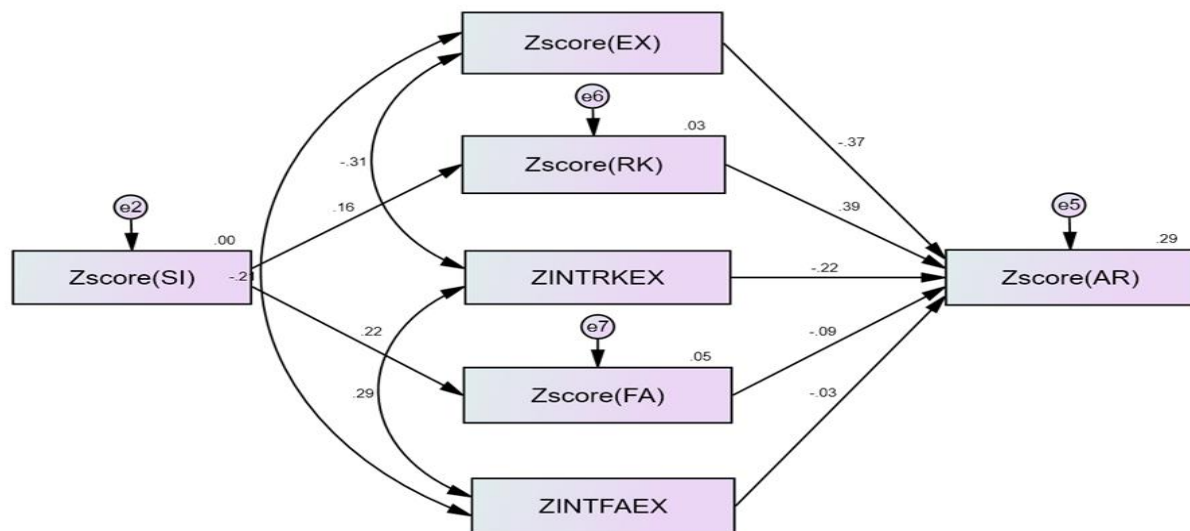 Zscore(EX)
e6
.03
-.37
Zscore(RK)
-.31
e2
.16
.39
e5
.00
.29
Zscore(SI)
-.21
ZINTRKEX
-.22
Zscore(AR)
e7
.22
-.09
.05
.29
Zscore(FA)
-.03
ZINTFAEX